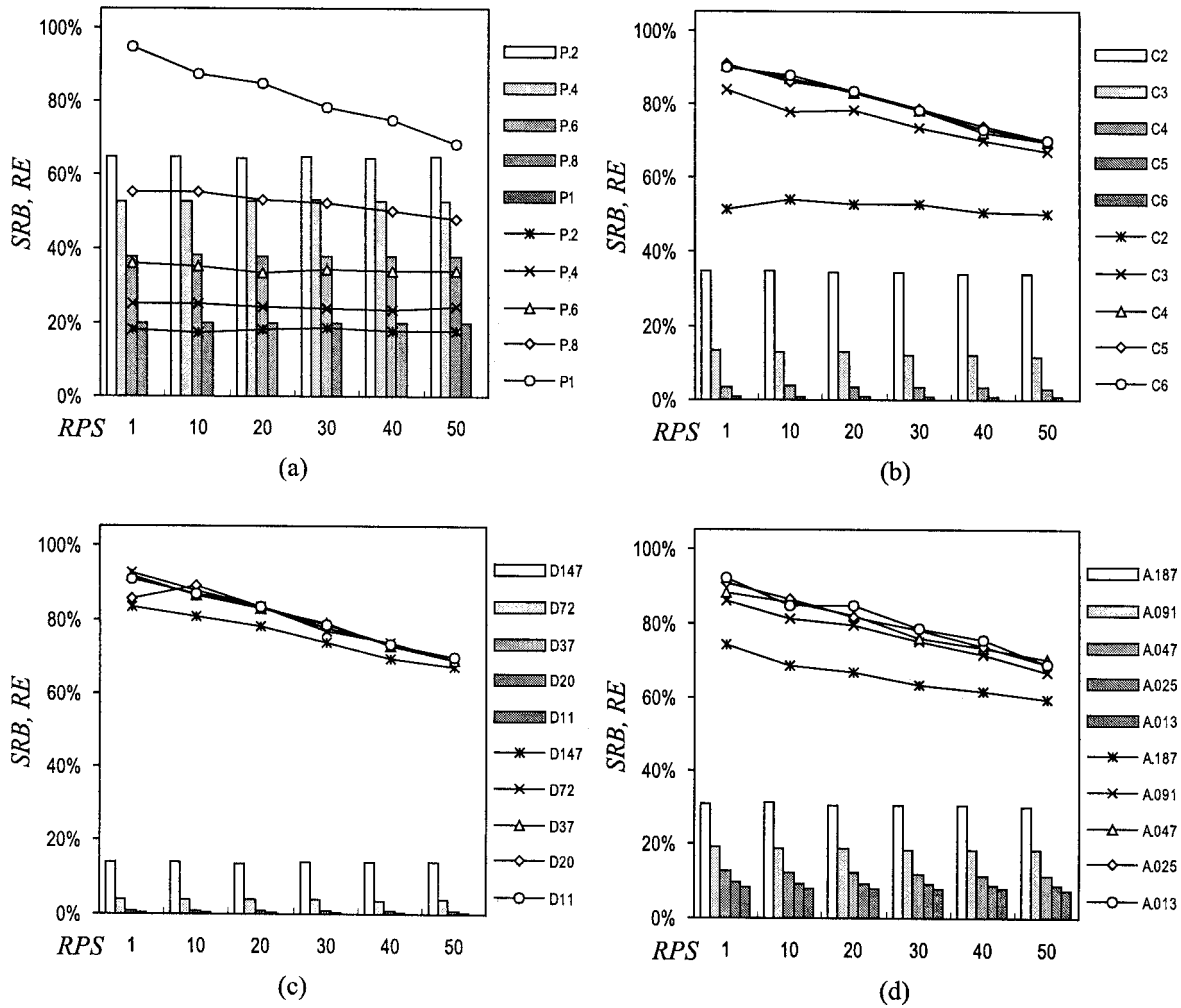 100%
80%
60%
40%
20%
0%
SRB, RE
RPS
1 10 20 30 40 50
P.2
P.4
P.6
P.8
P1
P.2
P.4
P.6
P.8
P1
(a)
100%
80%
60%
40%
20%
0%
SRB, RE
RPS
1 10 20 30 40 50
C2
C3
C4
C5
C6
C2
C3
C4
C5
C6
(b)
100%
80%
60%
40%
20%
0%
SRB, RE
RPS
1 10 20 30 40 50
D147
D72
D37
D20
D11
D147
D72
D37
D20
D11
(c)
100%
80%
60%
40%
20%
0%
SRB, RE
RPS
1 10 20 30 40 50
A.187
A.091
A.047
A.025
A.013
A.187
A.091
A.047
A.025
A.013
(d)